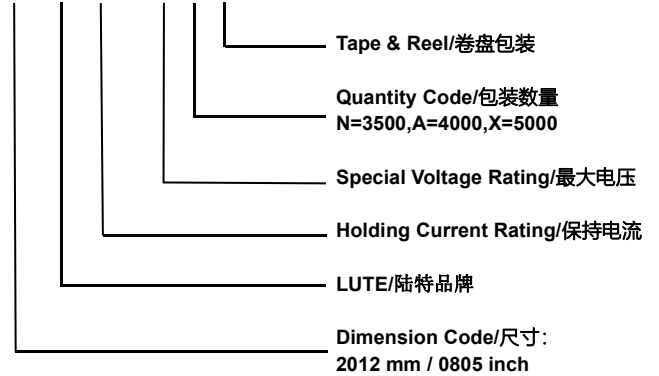 Tape & Reel/卷盘包装
Quantity Code/包装数量
N=3500,A=4000,X=5000
Special Voltage Rating/最大电压
Holding Current Rating/保持电流
LUTE/陆特品牌
Dimension Code/尺寸：
2012 mm / 0805 inch